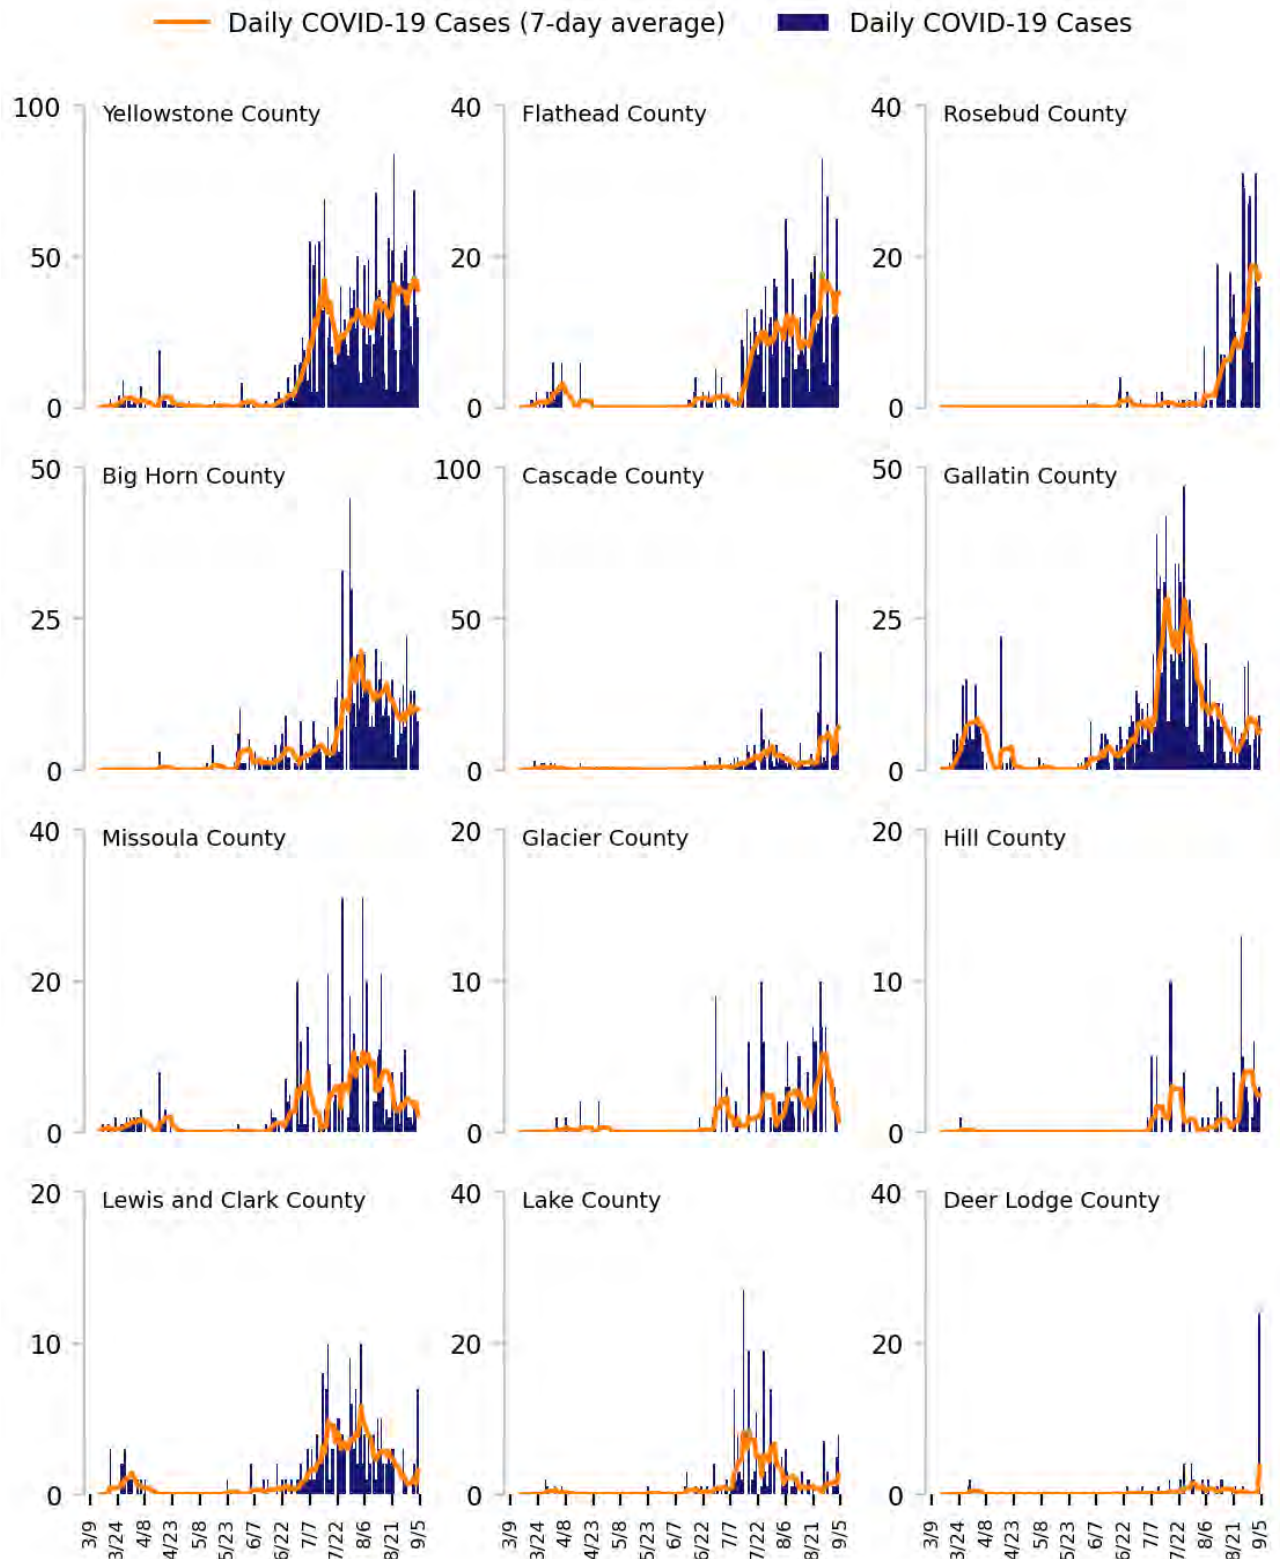 Daily COVID-19 Cases (7-day average) Daily COVID-19 Cases
100 Yellowstone County 40 Flathead County 40 Rosebud County
50 20 20
0 0 0
50 Big Horn County 100 Cascade County 50 Gallatin County
25 50 25
0 0 0
40 Missoula County 20 Glacier County 20 Hill County
20 10 10
0 0 0
20 Lewis and Clark County 40 Lake County 40 Deer Lodge County
10 20 20
0 0 0
3/9 3/24 4/8 4/23 5/8 5/23 6/7 6/22 7/7 7/22 8/6 8/21 9/5 3/9 3/24 4/8 4/23 5/8 5/23 6/7 6/22 7/7 7/22 8/6 8/21 9/5 3/9 3/24 4/8 4/23 5/8 5/23 6/7 6/22 7/7 7/22 8/6 8/21 9/5